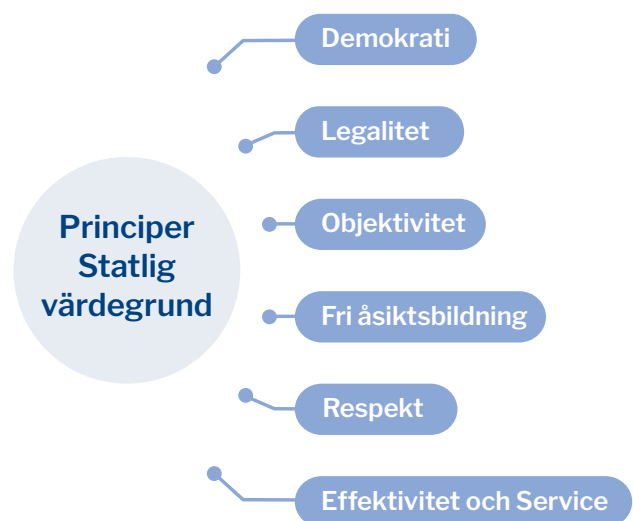 Principer
Statlig
värdegrund
Demokrati
Legalitet
Objektivitet
Fri åsiktsbildning
Respekt
Effektivitet och Service